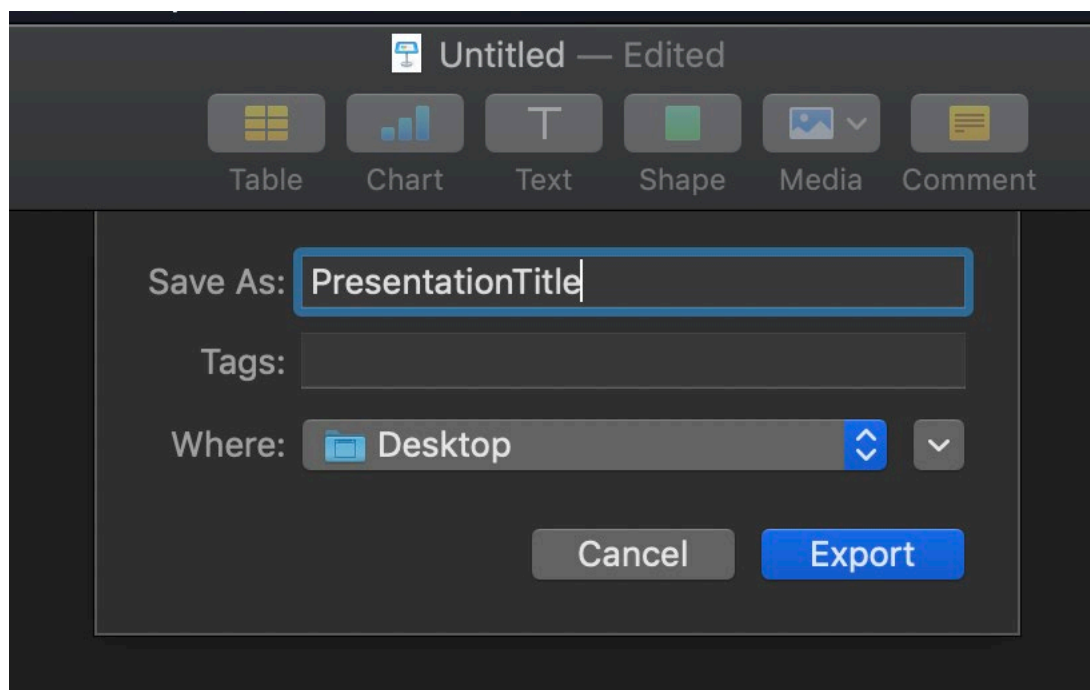 Untitled — Edited
Table Chart Text Shape Media Comment
Save As: PresentationTitle
Tags:
Where: Desktop
Cancel Export